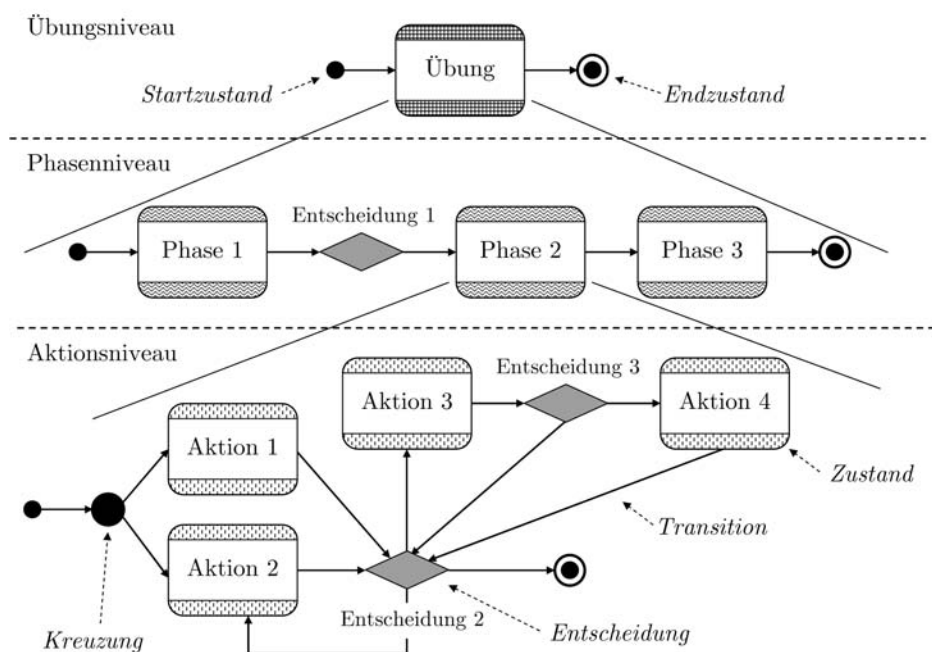 Übungsniveau
Übung
Startzustand
Endzustand
Phasenniveau
Entscheidung 1
Phase 1
Phase 2
Phase 3
Aktionsniveau
Entscheidung 3
Aktion 3
Aktion 4
Aktion 1
Zustand
Transition
Aktion 2
Entscheidung 2
Kreuzung
Entscheidung